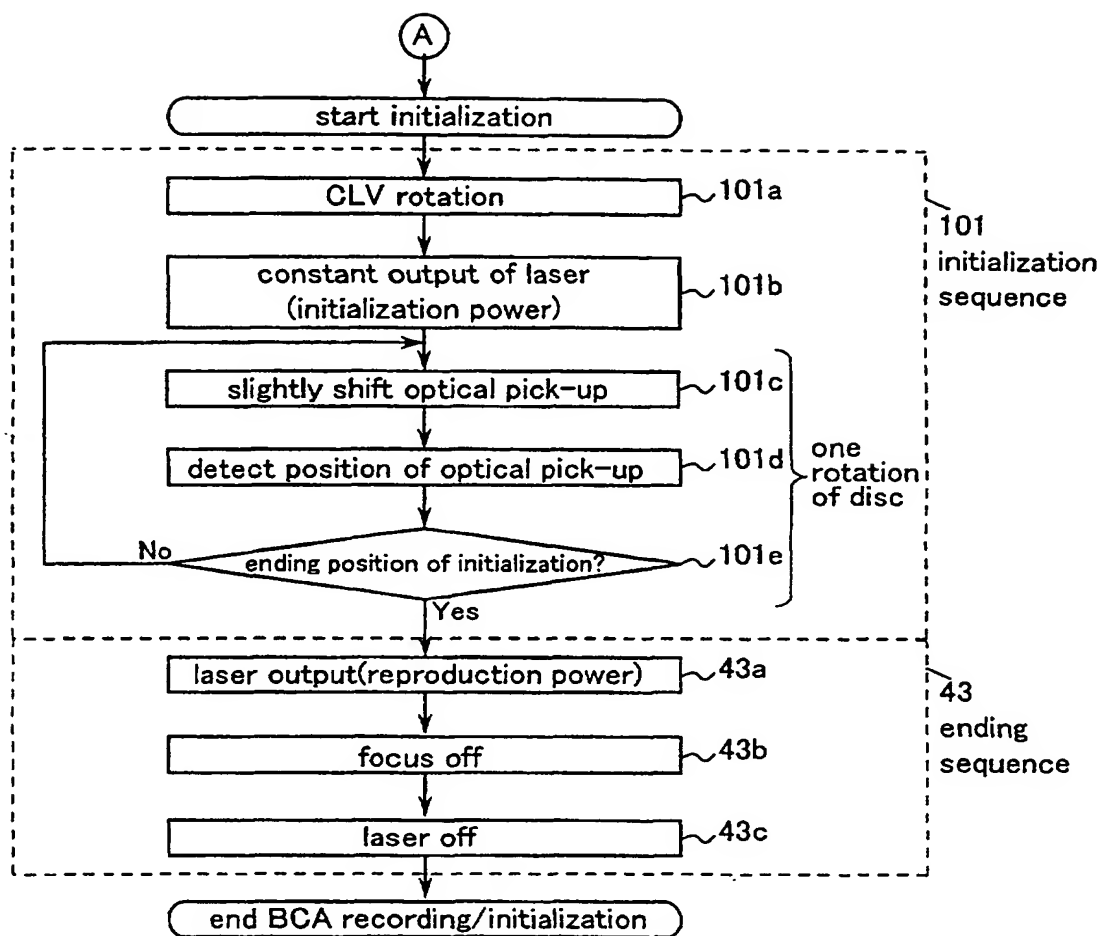 A
start initialization
CLV rotation
101a
101
initialization
sequence
constant output of laser
(initialization power)
101b
slightly shift optical pick-up
101c
detect position of optical pick-up
101d
one
rotation
of disc
No
ending position of initialization?
101e
Yes
laser output(reproduction power)
43a
43
ending
sequence
focus off
43b
laser off
43c
end BCA recording/initialization